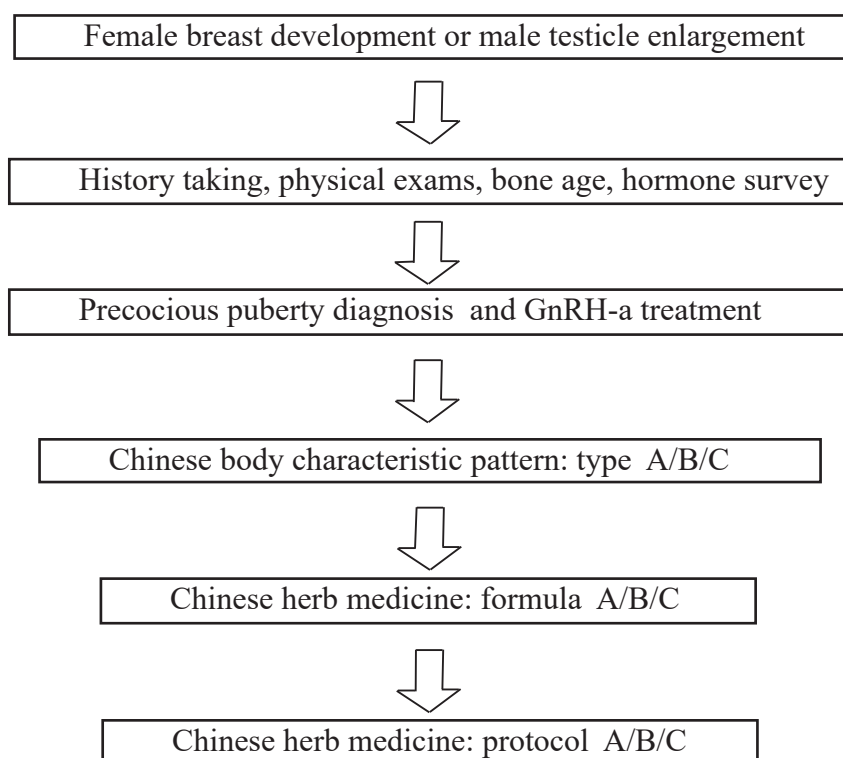 Female breast development or male testicle enlargement
History taking, physical exams, bone age, hormone survey
Precocious puberty diagnosis and GnRH-a treatment
Chinese body characteristic pattern: type A/B/C
Chinese herb medicine: formula A/B/C
Chinese herb medicine: protocol A/B/C